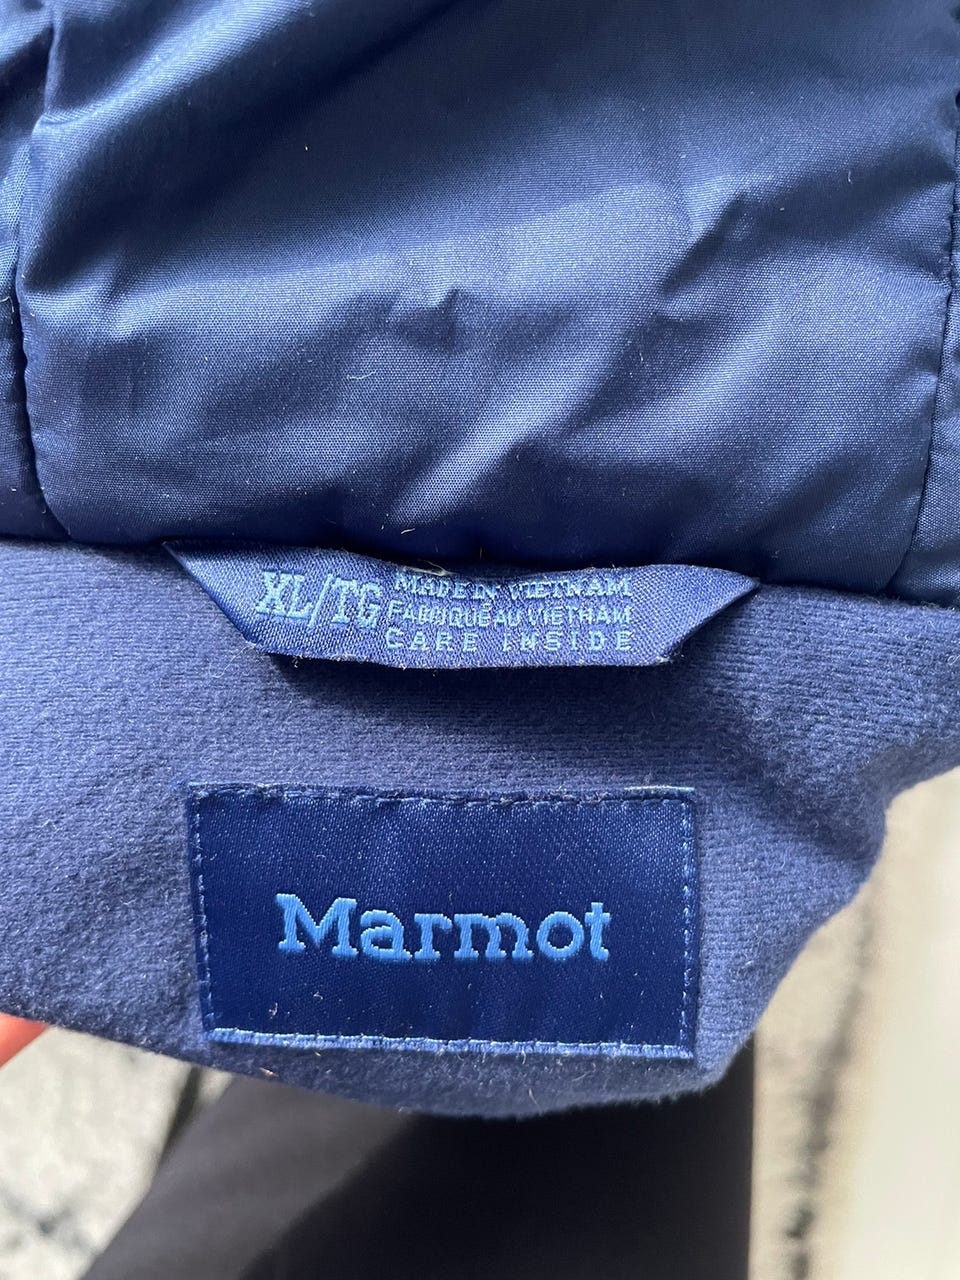 XL/TG
MADE IN VIETNAM
FABRIQUÉ AU VIETNAM
CARE INSIDE
Marmot